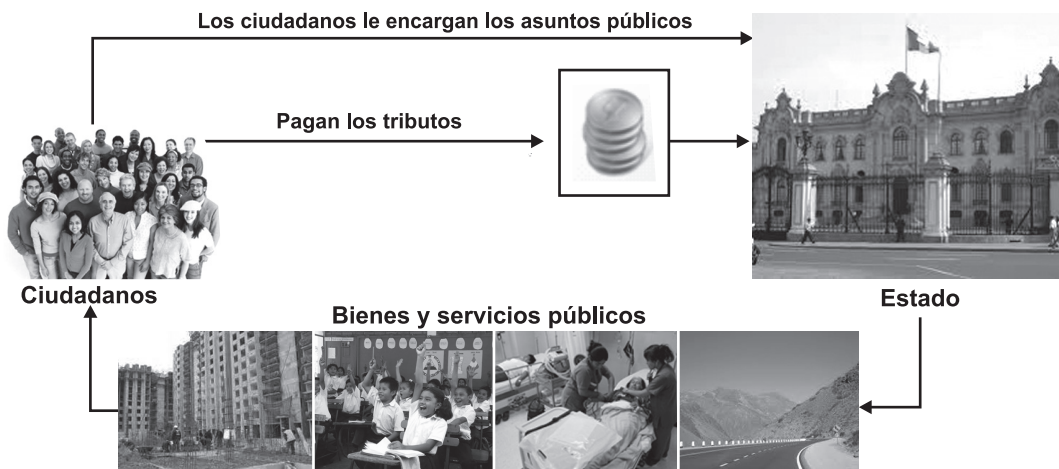 Los ciudadanos le encargan los asuntos públicos
Pagan los tributos
Ciudadanos
Estado
Bienes y servicios públicos